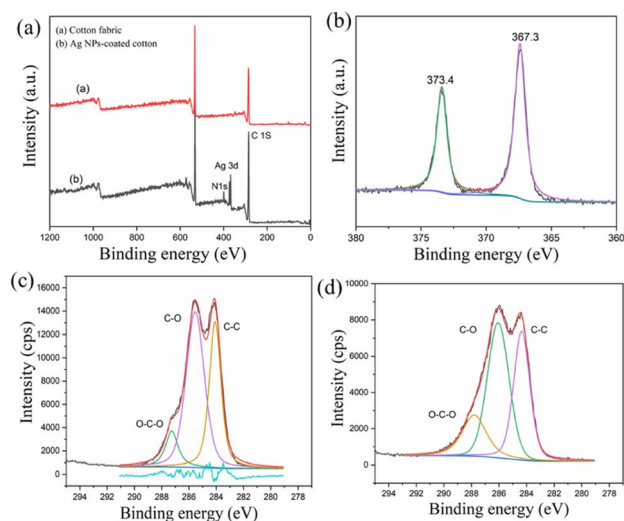 (a)
(a) Cotton fabric
(b) Ag NPs-coated cotton
(a)
C 1S
Ag 3d
(b)
N1s
Intensity (a.u.)
1200 1000 800 600 400 200 0
Binding energy (eV)
(b)
367.3
373.4
Intensity (a.u.)
380 375 370 365 360
Binding energy (eV)
(c)
16000
14000
12000
10000
8000
6000
4000
2000
0
C-O
C-C
O-C-O
Intensity (cps)
294 292 290 288 286 284 282 280 278
Binding energy (eV)
(d)
10000
8000
6000
4000
2000
0
C-O
C-C
O-C-O
Intensity (cps)
294 292 290 288 286 284 282 280 278
Binding energy (eV)